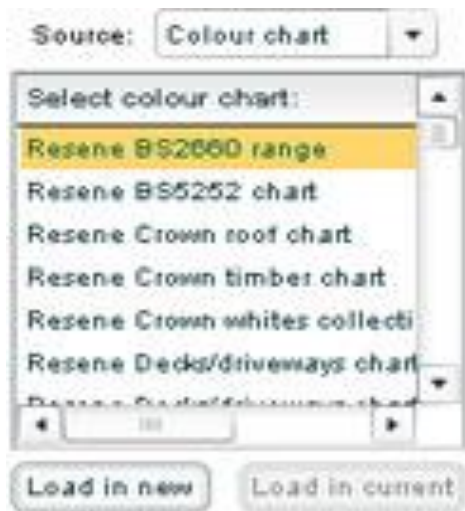 Source: Colour chart
Select colour chart:
Resene BS2660 range
Resene BS5252 chart
Resene Crown roof chart
Resene Crown timber chart
Resene Crown whites collecti
Resene Decks/driveways chart
Load in new Load in current